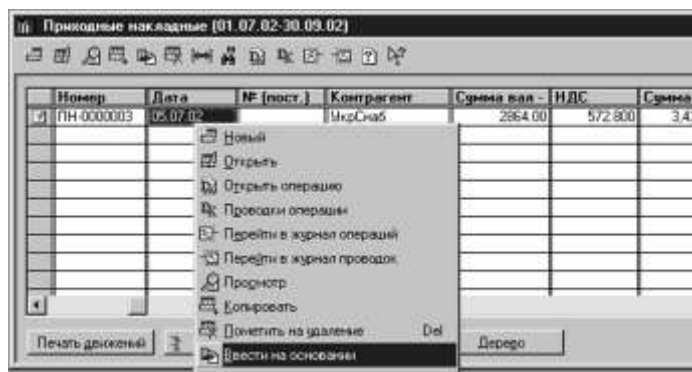 Приходные накладные (01.07.02-30.09.02)
Номер Дата № (пост.) Контрагент Сумма вал - НДС Сумма
ПН-0000003 05.07.02 УкрСнаб 2864.00 572.800 3,4
Новый
Открыть
Открыть операцию
Проводки операции
Перейти в журнал операций
Перейти в журнал проводок
Просмотр
Копировать
Пометить на удаление Del
Ввести на основании
Печать движений Дерево